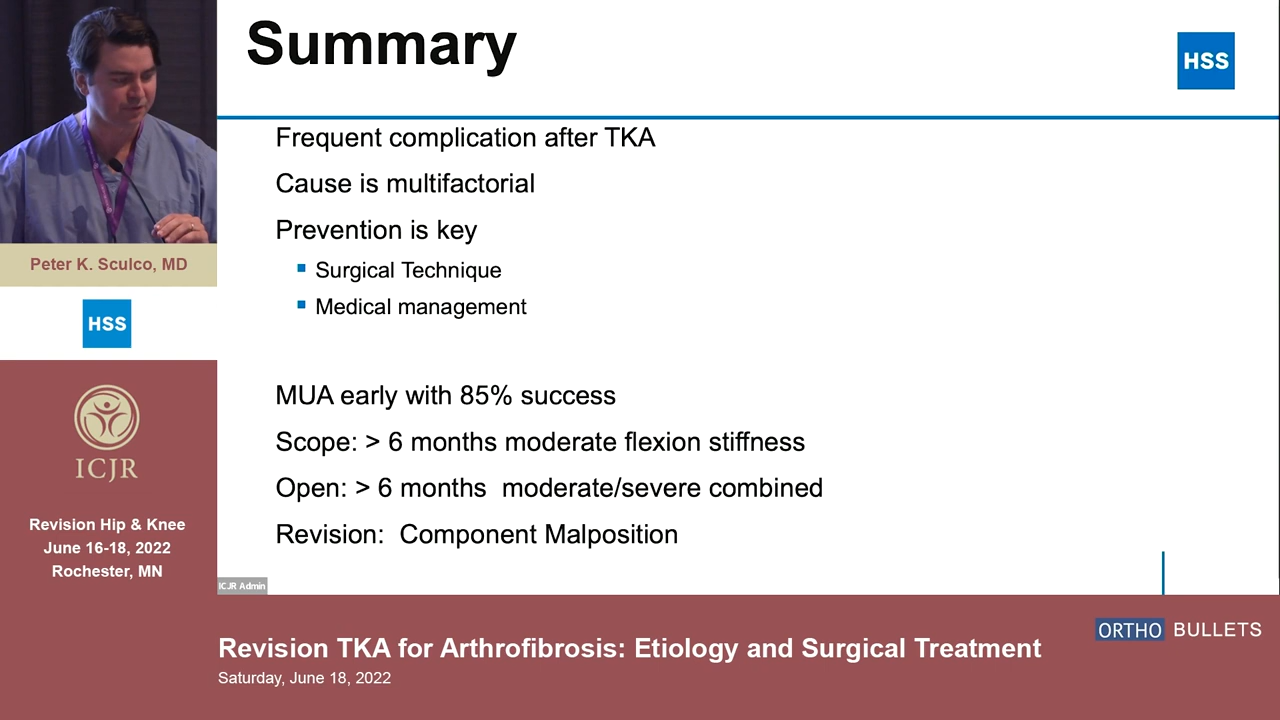 Summary
HSS
Frequent complication after TKA
Cause is multifactorial
Prevention is key
Surgical Technique
Medical management
MUA early with 85% success
Scope: > 6 months moderate flexion stiffness
Open: > 6 months moderate/severe combined
Revision: Component Malposition
Peter K. Sculco, MD
HSS
ICJR
Revision Hip & Knee
June 16-18, 2022
Rochester, MN
ICJR Admin
Revision TKA for Arthrofibrosis: Etiology and Surgical Treatment
Saturday, June 18, 2022
ORTHO BULLETS